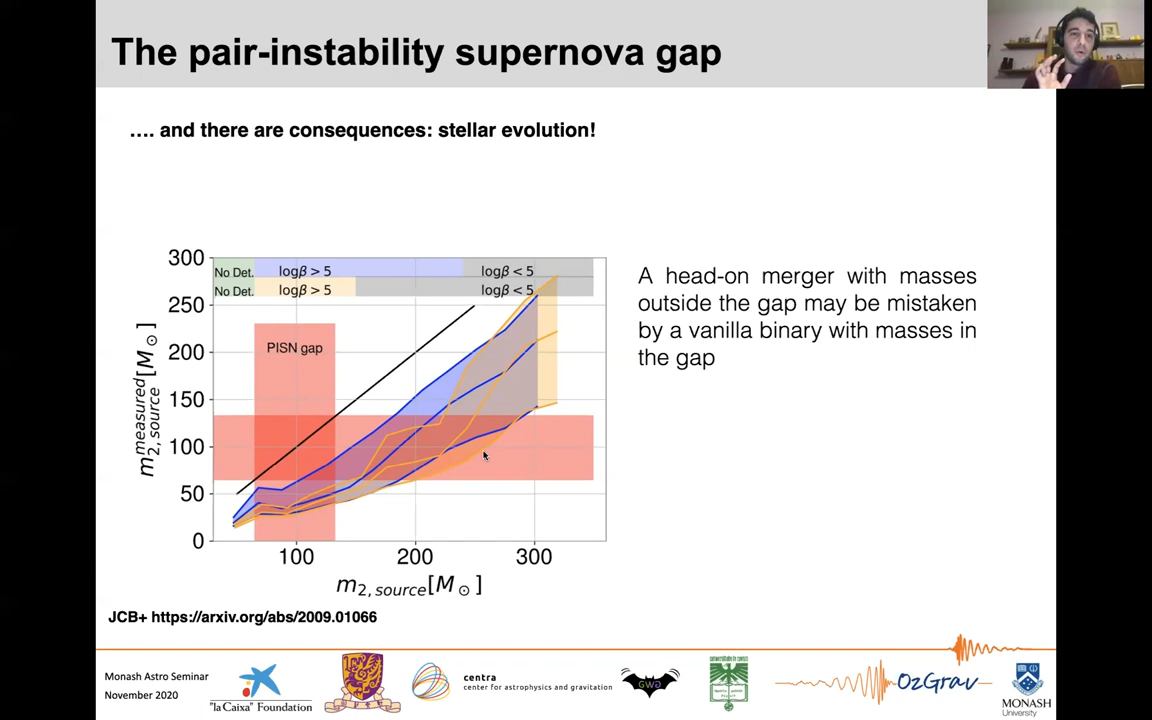 The pair-instability supernova gap
…. and there are consequences: stellar evolution!
300
No Det.
logβ > 5
logβ < 5
No Det.
logβ > 5
logβ < 5
250
PISN gap
200
150
100
50
0
100
200
300
m₂,source^measured[M⊙]
m₂,source[M⊙]
A head-on merger with masses
outside the gap may be mistaken
by a vanilla binary with masses in
the gap
JCB+ https://arxiv.org/abs/2009.01066
Monash Astro Seminar
November 2020
"la Caixa" Foundation
centra
center for astrophysics and gravitation
GWG
OzGrav
MONASH
University